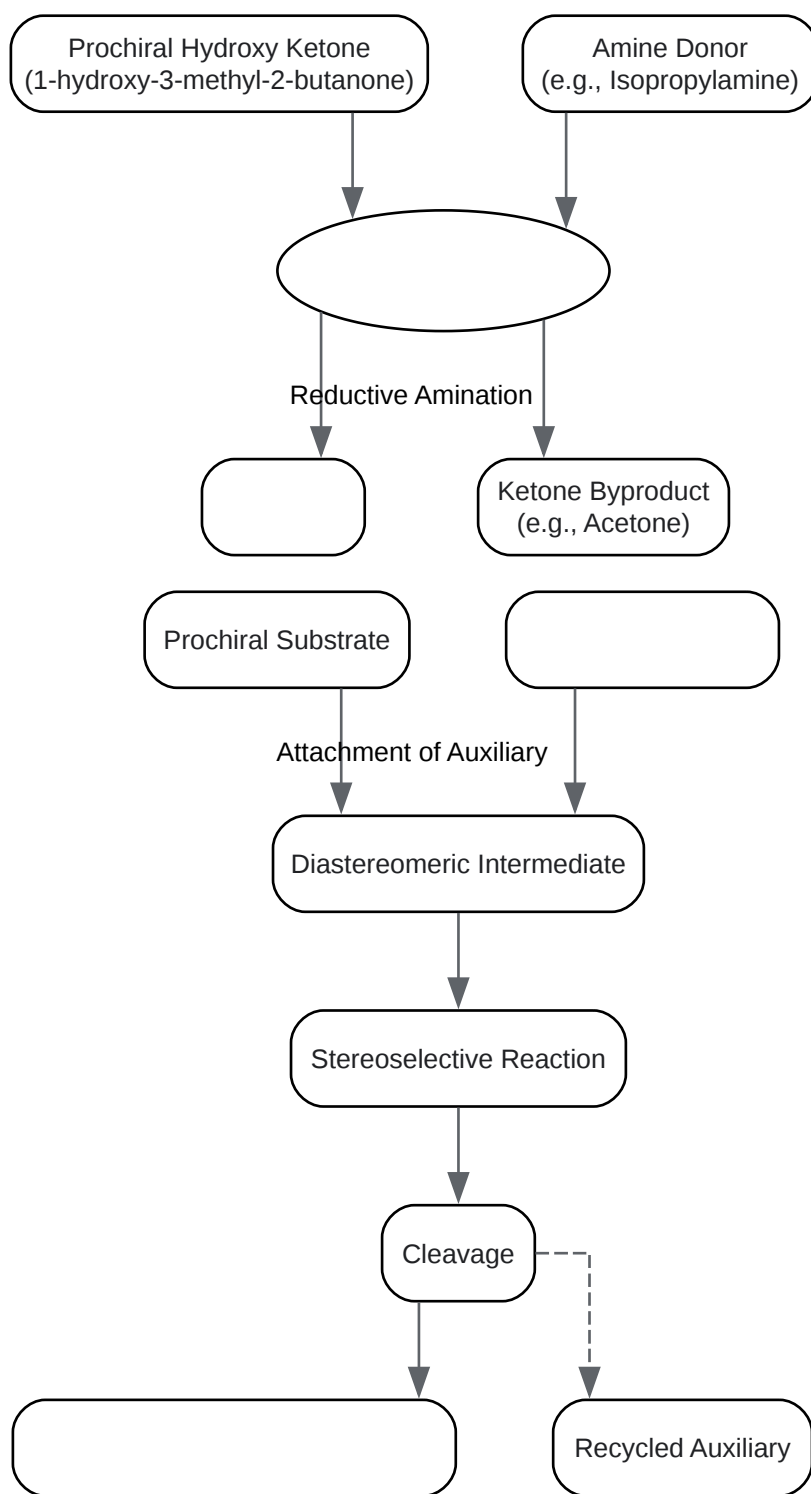 Prochiral Hydroxy Ketone
(1-hydroxy-3-methyl-2-butanone)
Amine Donor
(e.g., Isopropylamine)
Reductive Amination
Ketone Byproduct
(e.g., Acetone)
Prochiral Substrate
Attachment of Auxiliary
Diastereomeric Intermediate
Stereoselective Reaction
Cleavage
Recycled Auxiliary